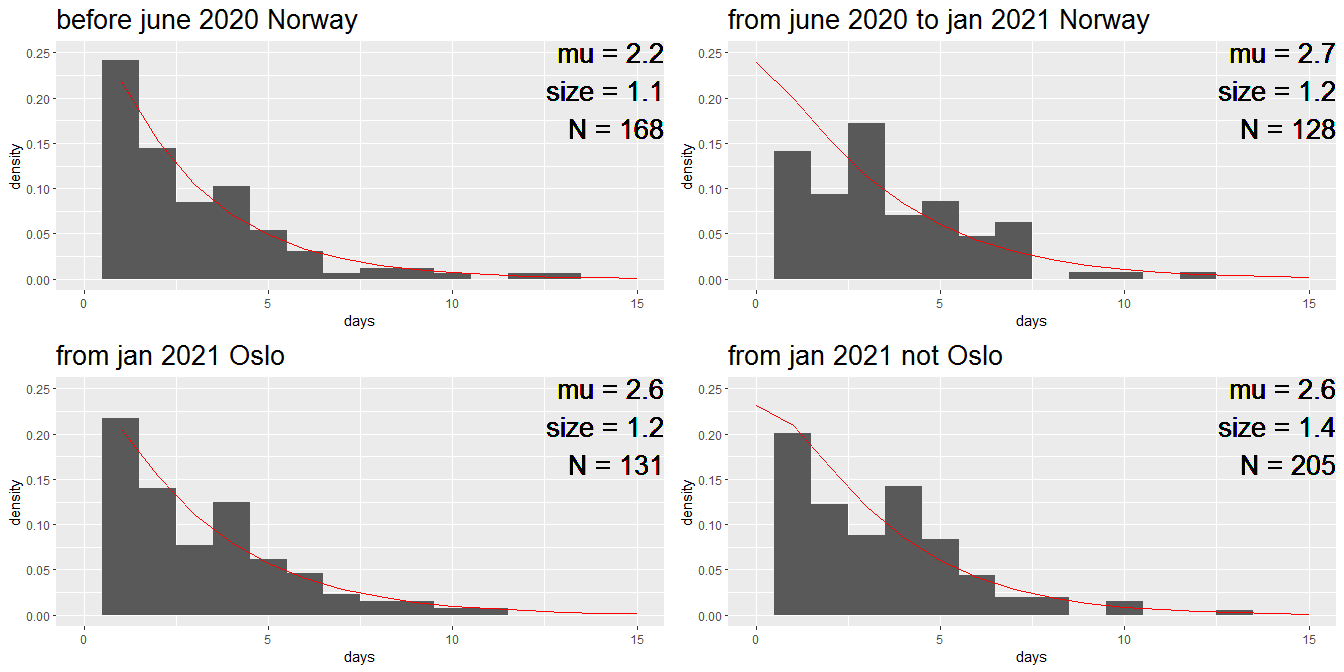 before june 2020 Norway
mu = 2.2
size = 1.1
N = 168
density
0.25
0.20
0.15
0.10
0.05
0.00
0 5 10 15
days
from june 2020 to jan 2021 Norway
mu = 2.7
size = 1.2
N = 128
density
0.25
0.20
0.15
0.10
0.05
0.00
0 5 10 15
days
from jan 2021 Oslo
mu = 2.6
size = 1.2
N = 131
density
0.25
0.20
0.15
0.10
0.05
0.00
0 5 10 15
days
from jan 2021 not Oslo
mu = 2.6
size = 1.4
N = 205
density
0.25
0.20
0.15
0.10
0.05
0.00
0 5 10 15
days